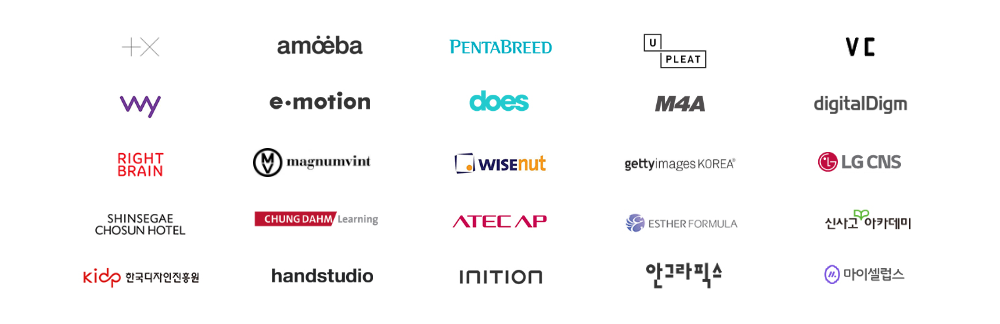 +X
amöëba
PENTABREED
U
PLEAT
VC
e·motion
does
M4A
digitalDigm
RIGHT
BRAIN
magnumvint
WISEnut
gettyimages KOREA®
LG CNS
SHINSEGAE
CHOSUN HOTEL
CHUNG DAHM Learning
ATEC AP
ESTHER FORMULA
신사고 아카데미
kidp 한국디자인진흥원
handstudio
INITION
안그라픽스
마이셀럽스